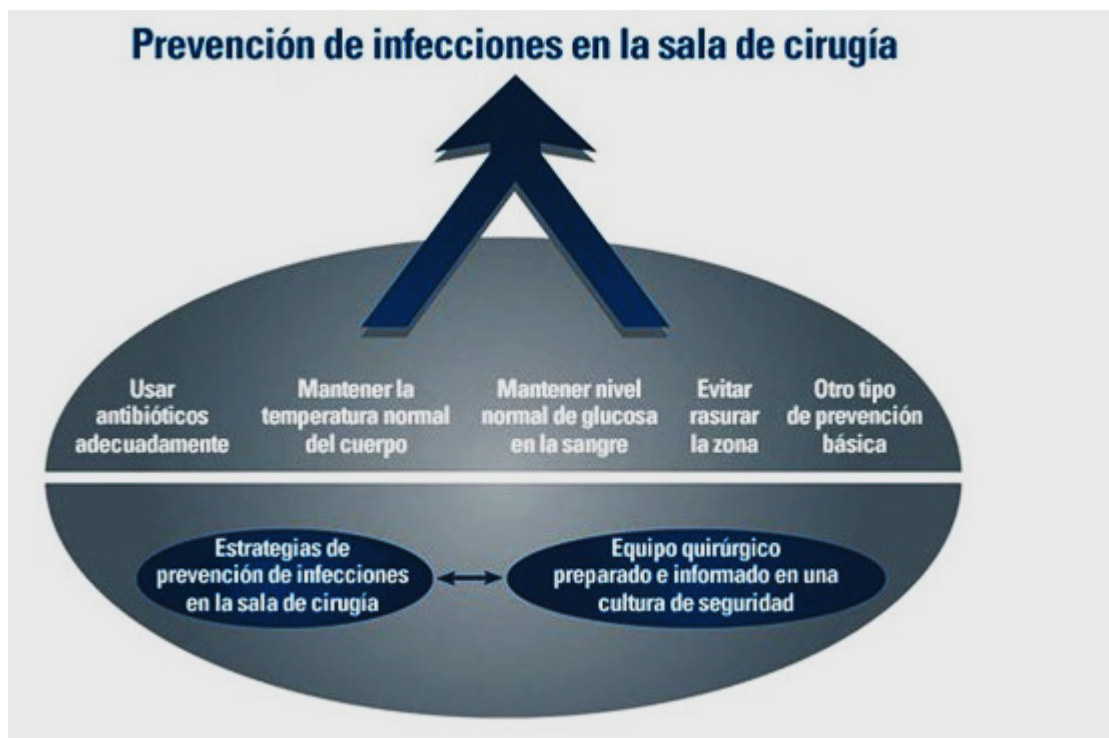 Prevención de infecciones en la sala de cirugía
Usar
antibióticos
adecuadamente
Mantener la
temperatura normal
del cuerpo
Mantener nivel
normal de glucosa
en la sangre
Evitar
rasurar
la zona
Otro tipo
de prevención
básica
Estrategias de
prevención de infecciones
en la sala de cirugía
Equipo quirúrgico
preparado e informado en una
cultura de seguridad